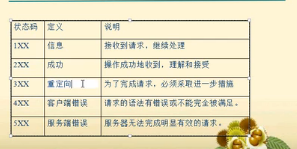 状态码 定义 说明
1XX 信息 接收到请求，继续处理
2XX 成功 操作成功地收到，理解和接受
3XX 重定向 为了完成请求，必须采取进一步措施
4XX 客户端错误 请求的语法有错误或不能完全被满足。
5XX 服务端错误 服务器无法完成明显有效的请求。